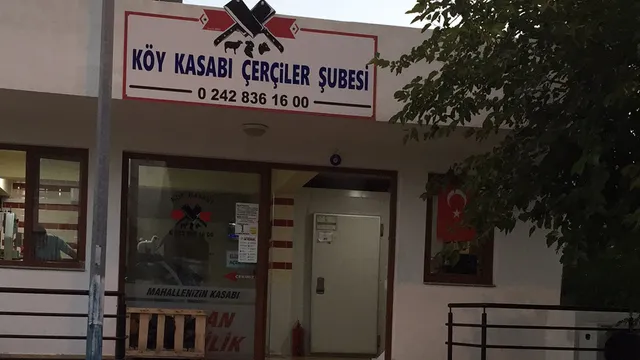 KÖY KASABI ÇERÇİLER ŞUBESİ
0 242 836 16 00
MAHALLENİZİN KASABI